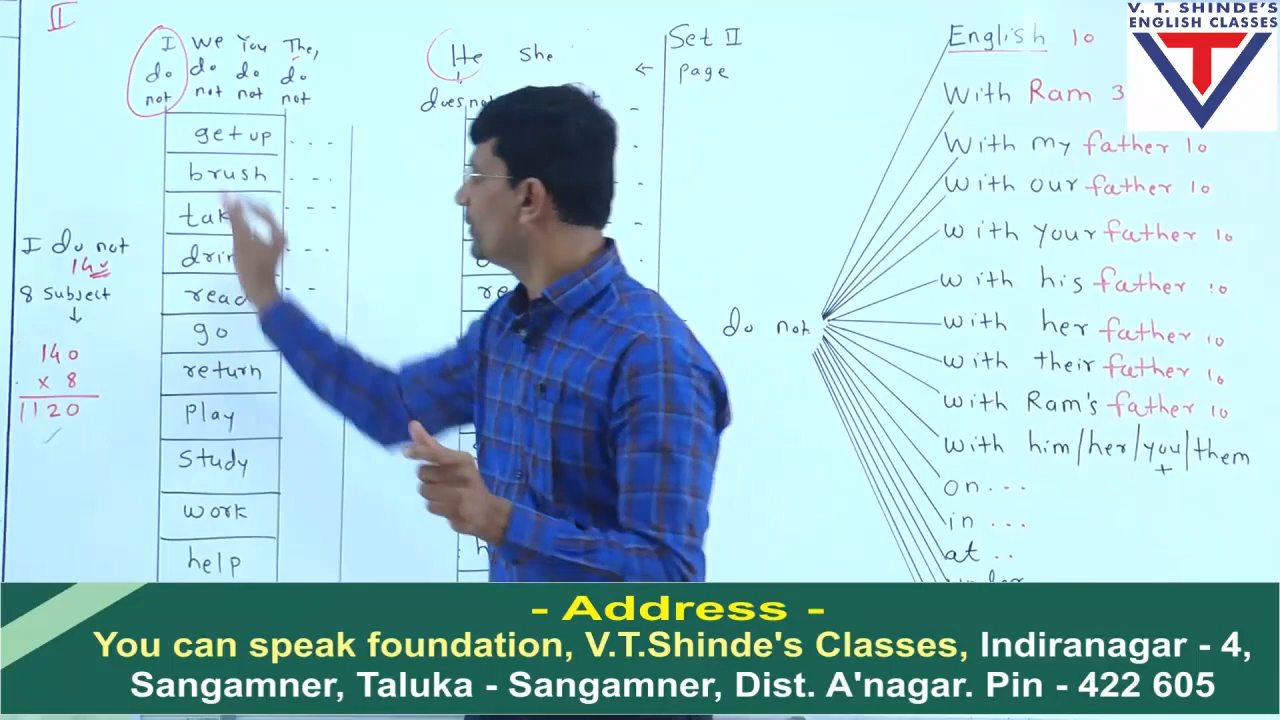 II
I We You The,
do do do do
not not not not
getup
brush
tak
drin
read
go
return
Play
Study
work
help
I do not
140
8 Subject
140
x 8
1120
He She
does not
re
Set II
page
do not
English 10
With Ram 3
With my father 10
With our father 10
with your father 10
with his father 10
with her father 10
with their father 10
with Ram's father 10
with him/her/you/them
+
on...
in ...
at ..
V. T. SHINDE'S
ENGLISH CLASSES
- Address -
You can speak foundation, V.T.Shinde's Classes, Indiranagar - 4,
Sangamner, Taluka - Sangamner, Dist. A'nagar. Pin - 422 605